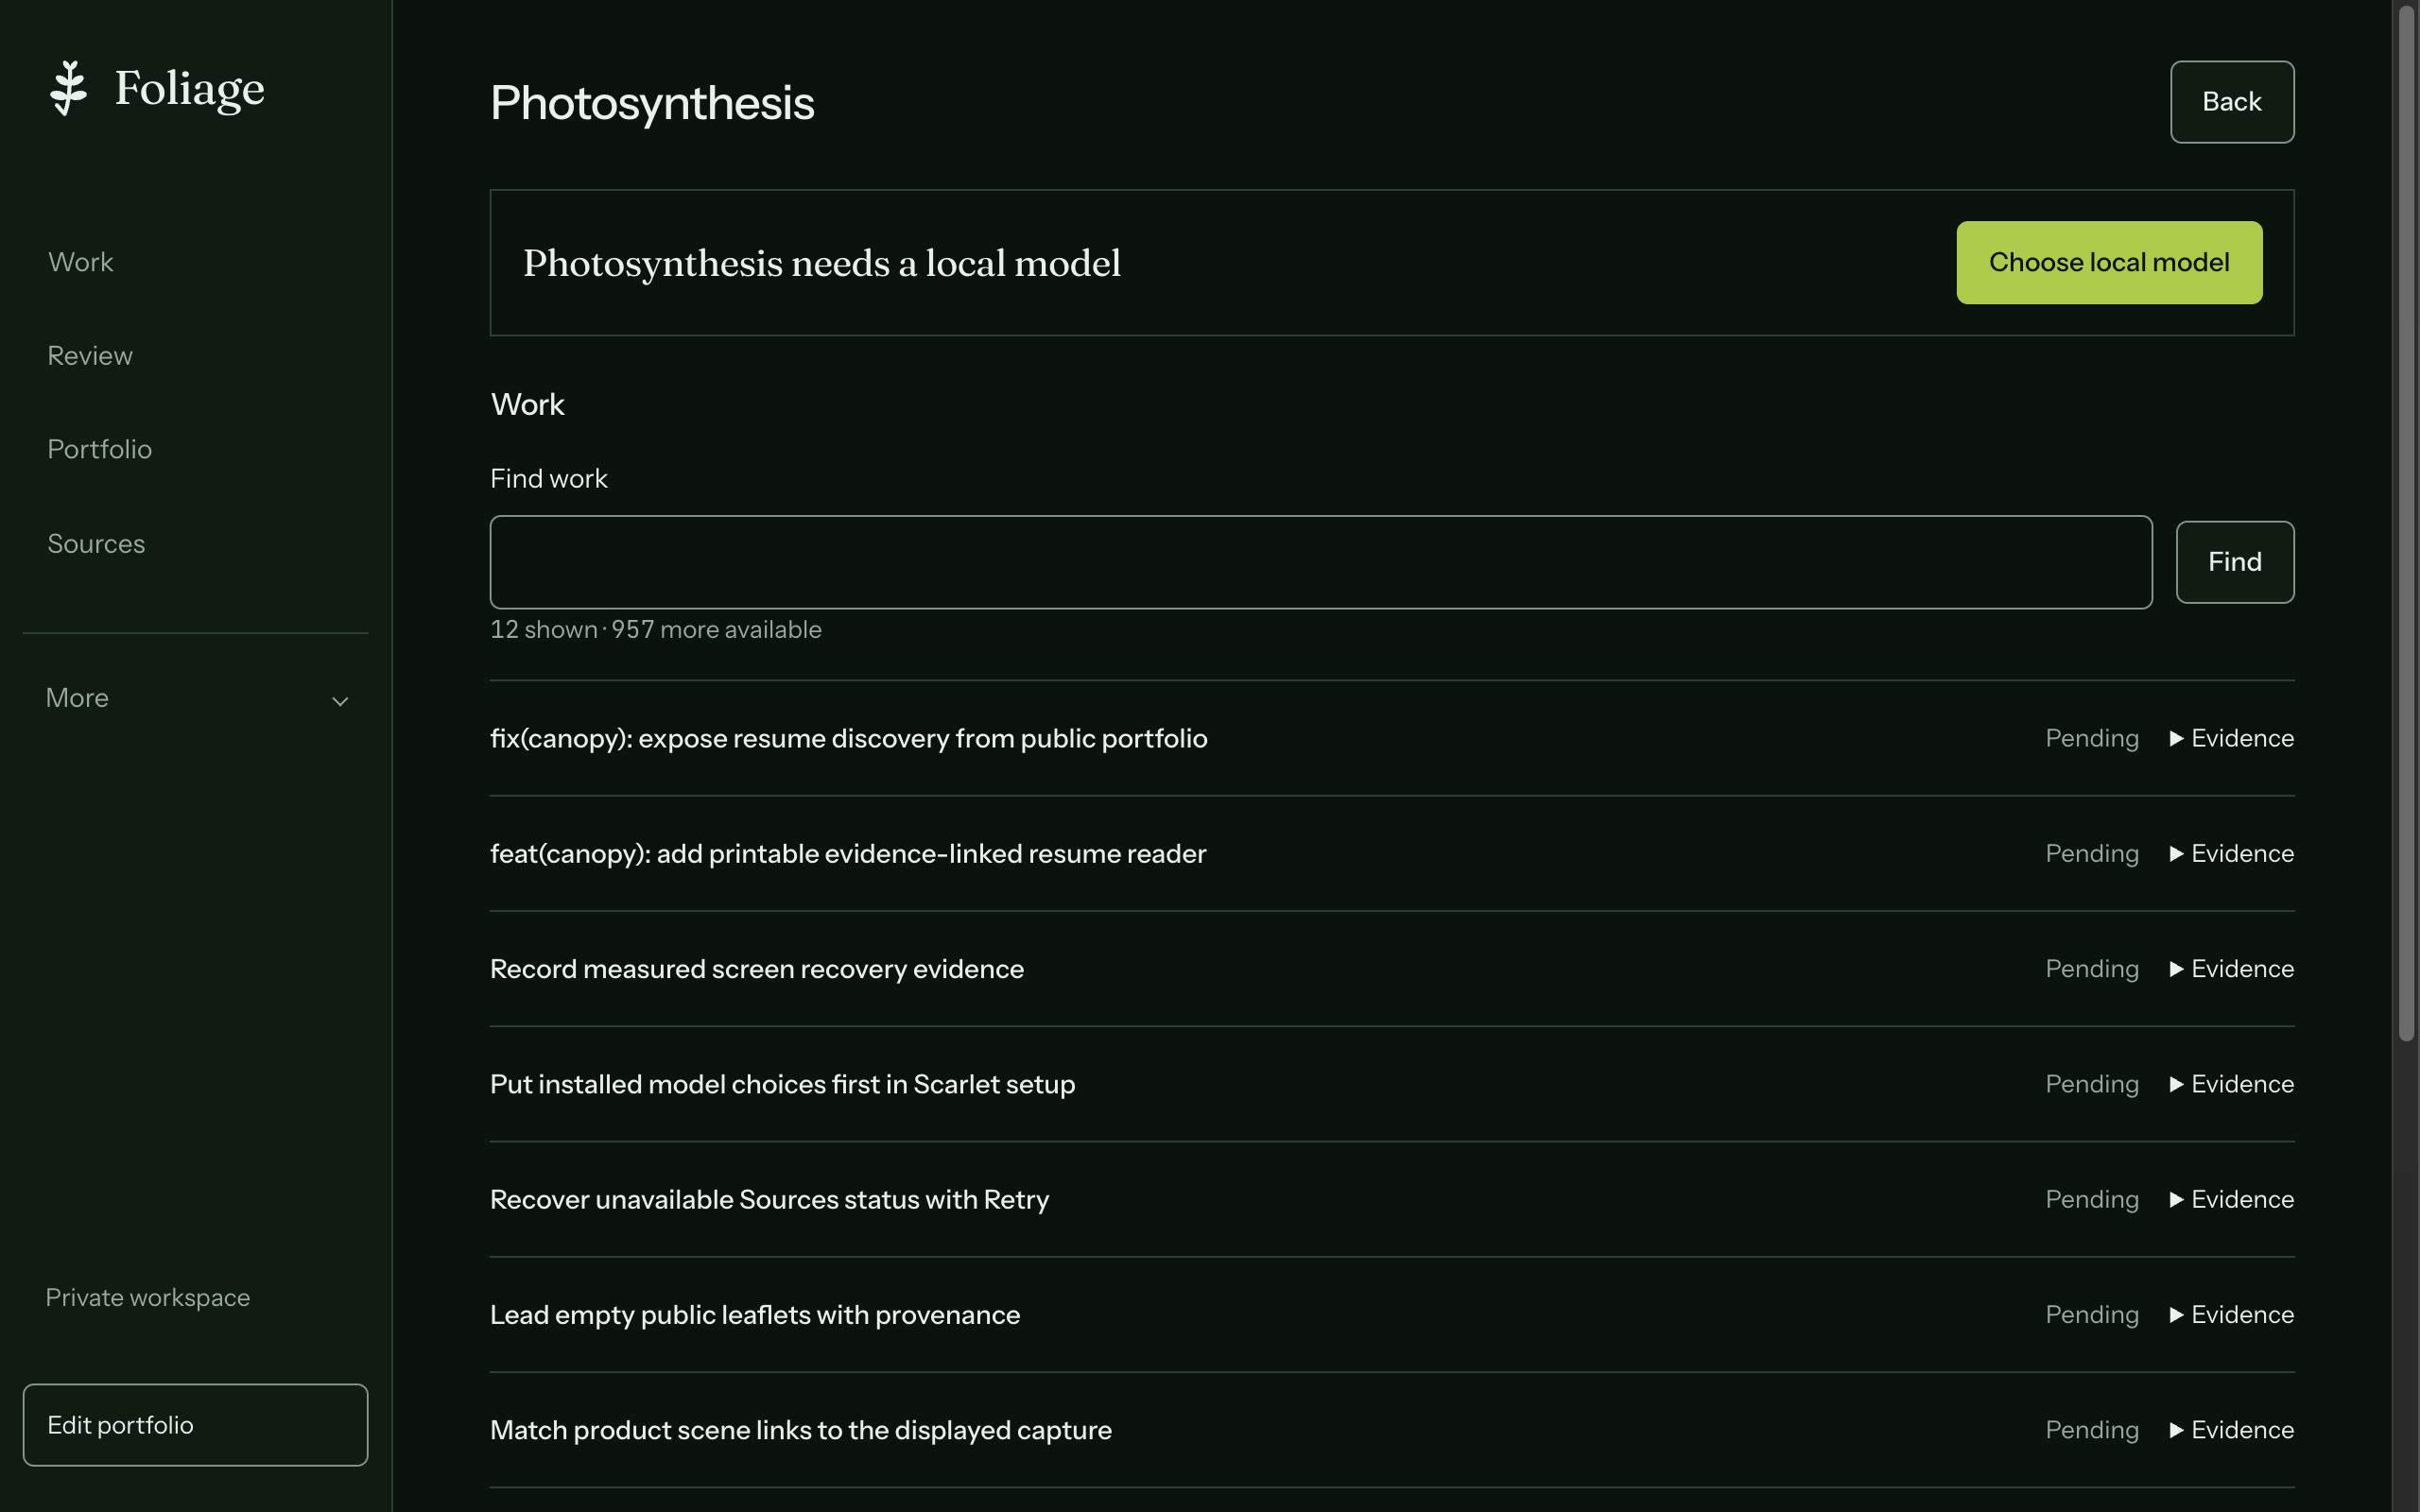 Foliage
Work
Review
Portfolio
Sources
More
Private workspace
Edit portfolio
Photosynthesis
Back
Photosynthesis needs a local model
Choose local model
Work
Find work
Find
12 shown · 957 more available
fix(canopy): expose resume discovery from public portfolio Pending Evidence
feat(canopy): add printable evidence-linked resume reader Pending Evidence
Record measured screen recovery evidence Pending Evidence
Put installed model choices first in Scarlet setup Pending Evidence
Recover unavailable Sources status with Retry Pending Evidence
Lead empty public leaflets with provenance Pending Evidence
Match product scene links to the displayed capture Pending Evidence